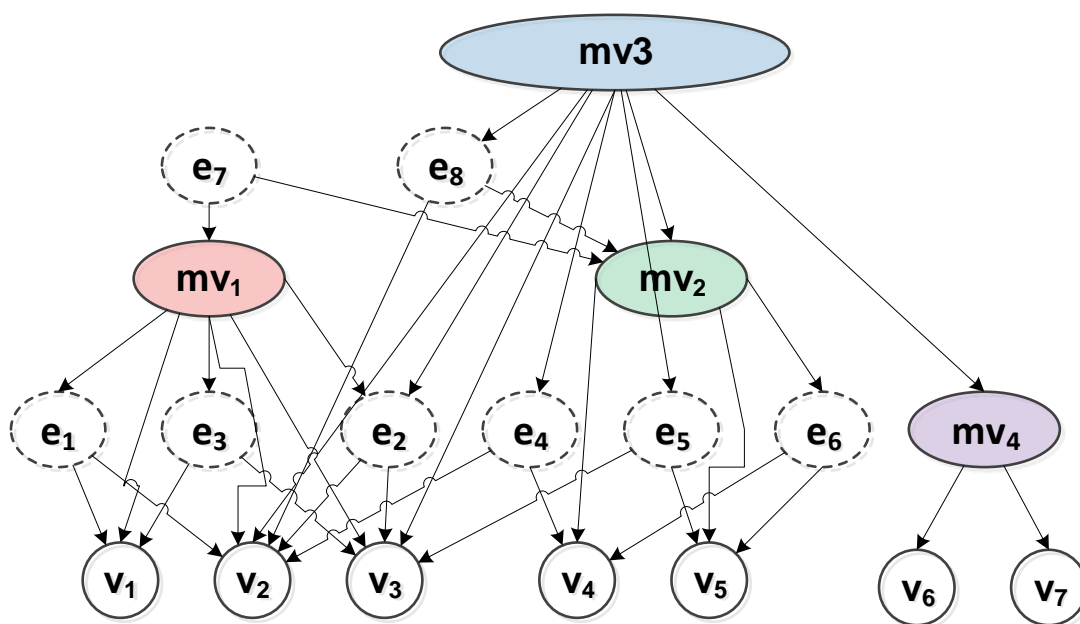 mv3
e₇
e₈
mv₁
mv₂
e₁
e₃
e₂
e₄
e₅
e₆
mv₄
v₁
v₂
v₃
v₄
v₅
v₆
v₇